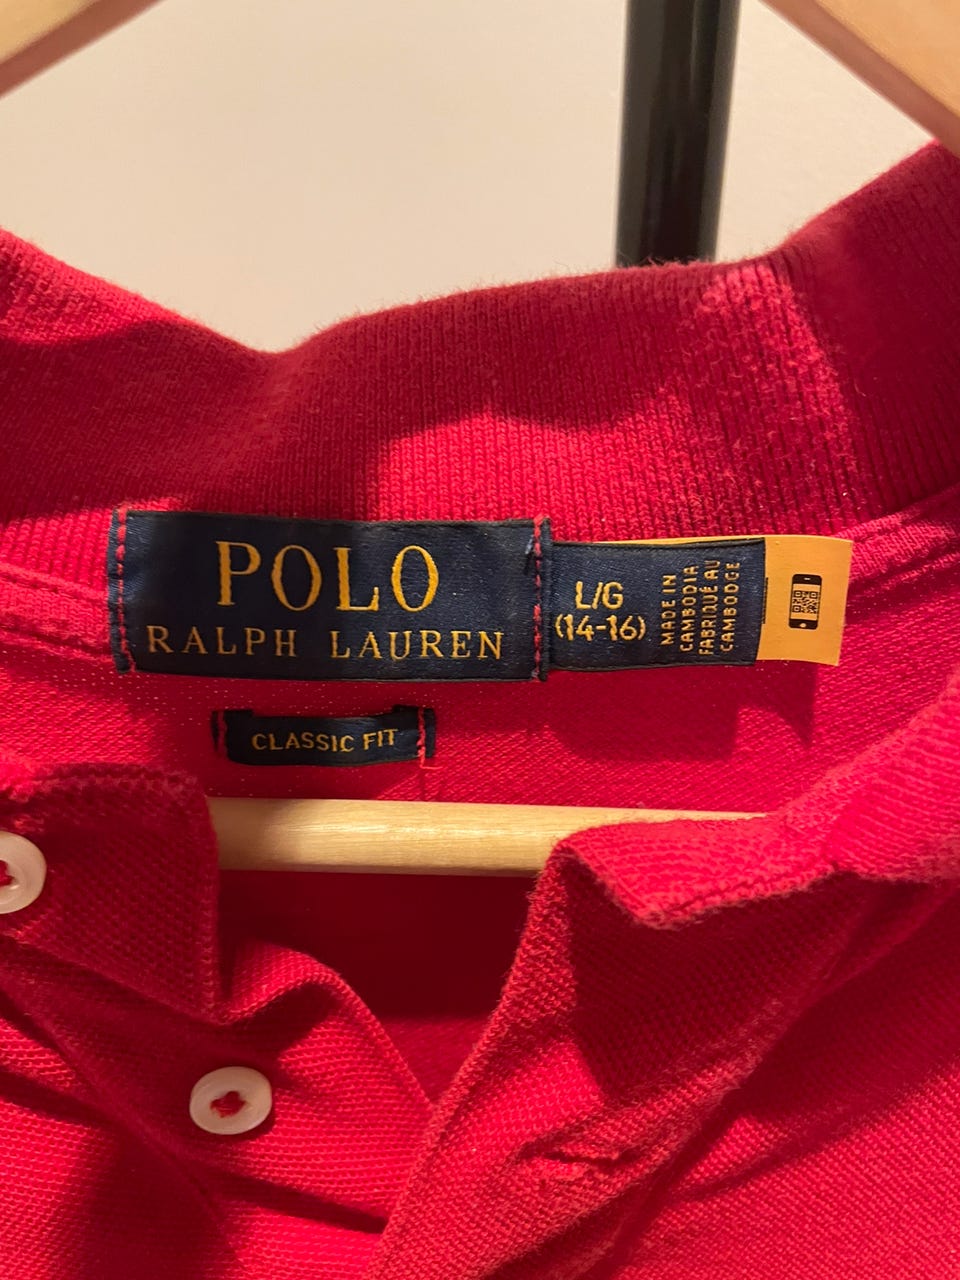 POLO
RALPH LAUREN
L/G
(14-16)
MADE IN
CAMBODIA
FABRIQUÉ AU
CAMBODGE
CLASSIC FIT